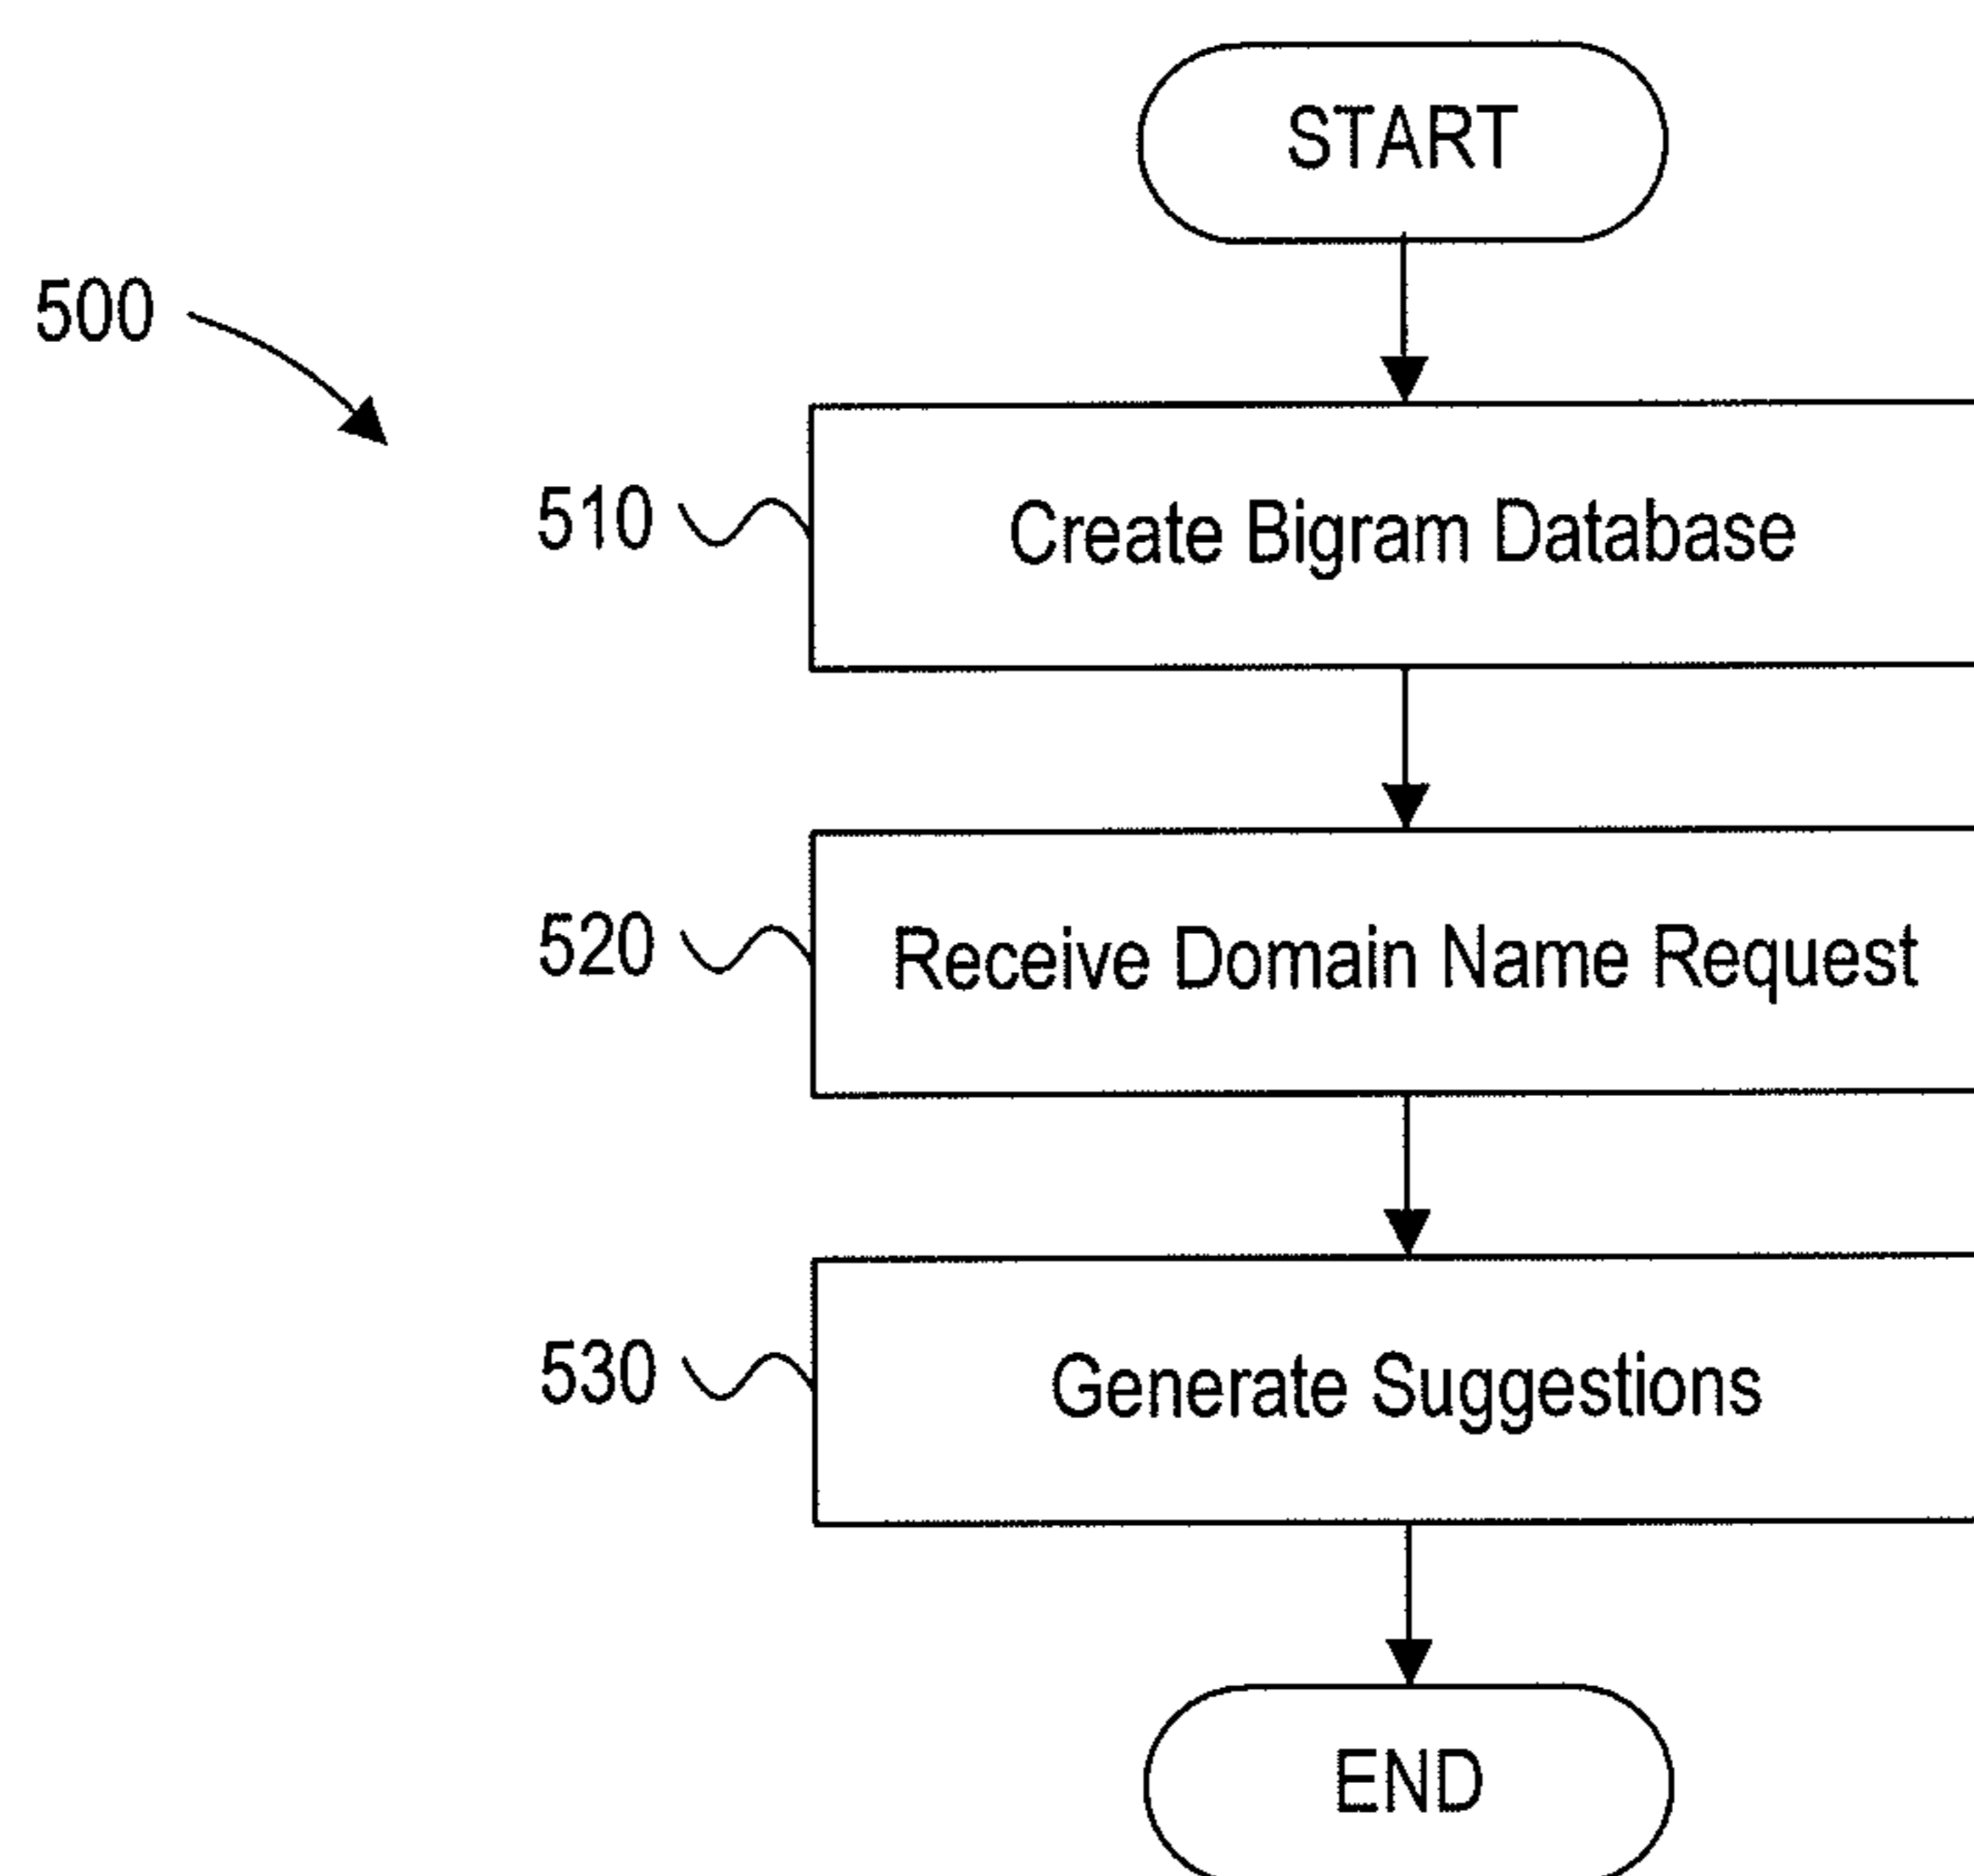 START
500
510
Create Bigram Database
520
Receive Domain Name Request
530
Generate Suggestions
END